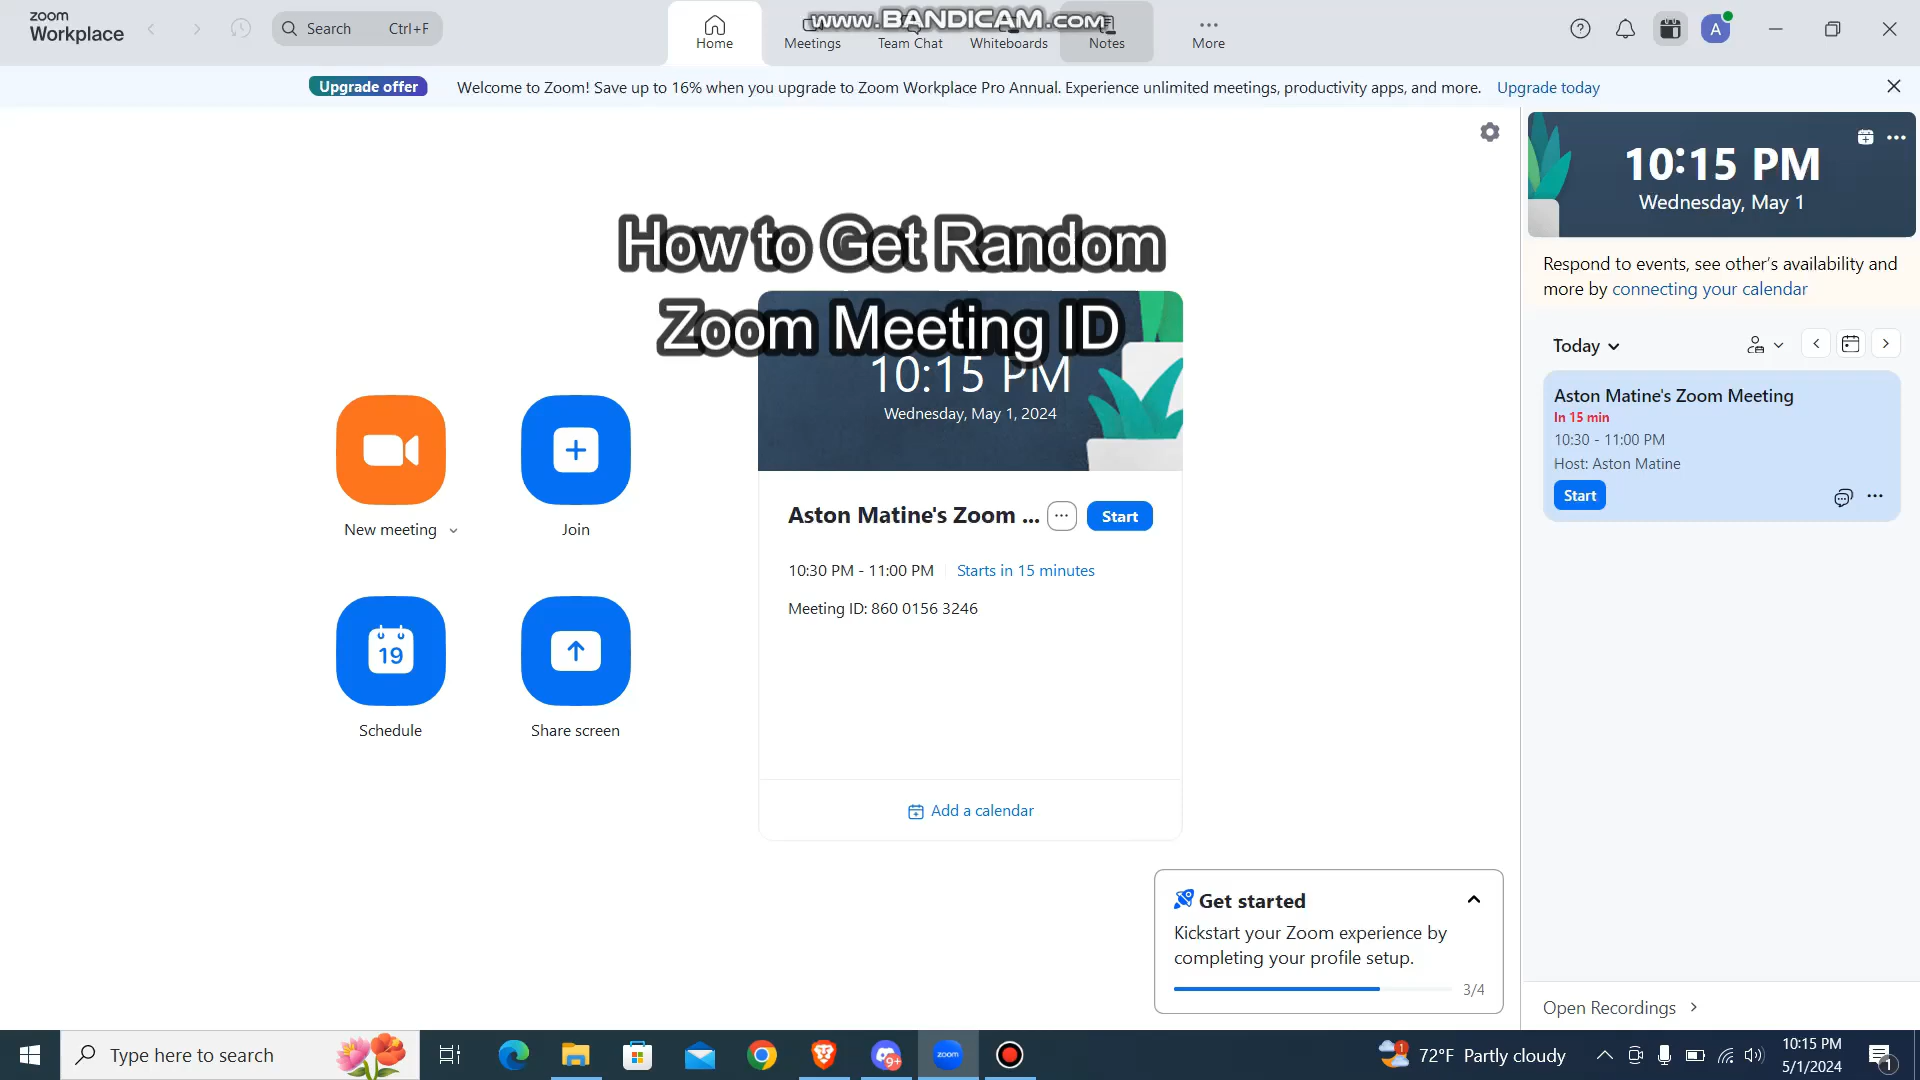 zoom
Workplace
Search Ctrl+F
Home
Meetings
Team Chat
Whiteboards
Notes
More
www.BANDICAM.com
A
Upgrade offer
Welcome to Zoom! Save up to 16% when you upgrade to Zoom Workplace Pro Annual. Experience unlimited meetings, productivity apps, and more. Upgrade today
How to Get Random
Zoom Meeting ID
10:15 PM
Wednesday, May 1, 2024
New meeting
Join
19
Schedule
Share screen
Aston Matine's Zoom ... Start
10:30 PM - 11:00 PM Starts in 15 minutes
Meeting ID: 860 0156 3246
Add a calendar
Get started
Kickstart your Zoom experience by
completing your profile setup.
3/4
10:15 PM
Wednesday, May 1
Respond to events, see other's availability and
more by connecting your calendar
Today
Aston Matine's Zoom Meeting
In 15 min
10:30 - 11:00 PM
Host: Aston Matine
Start
Open Recordings
Type here to search
9+
zoom
1
72°F Partly cloudy
10:15 PM
5/1/2024
1